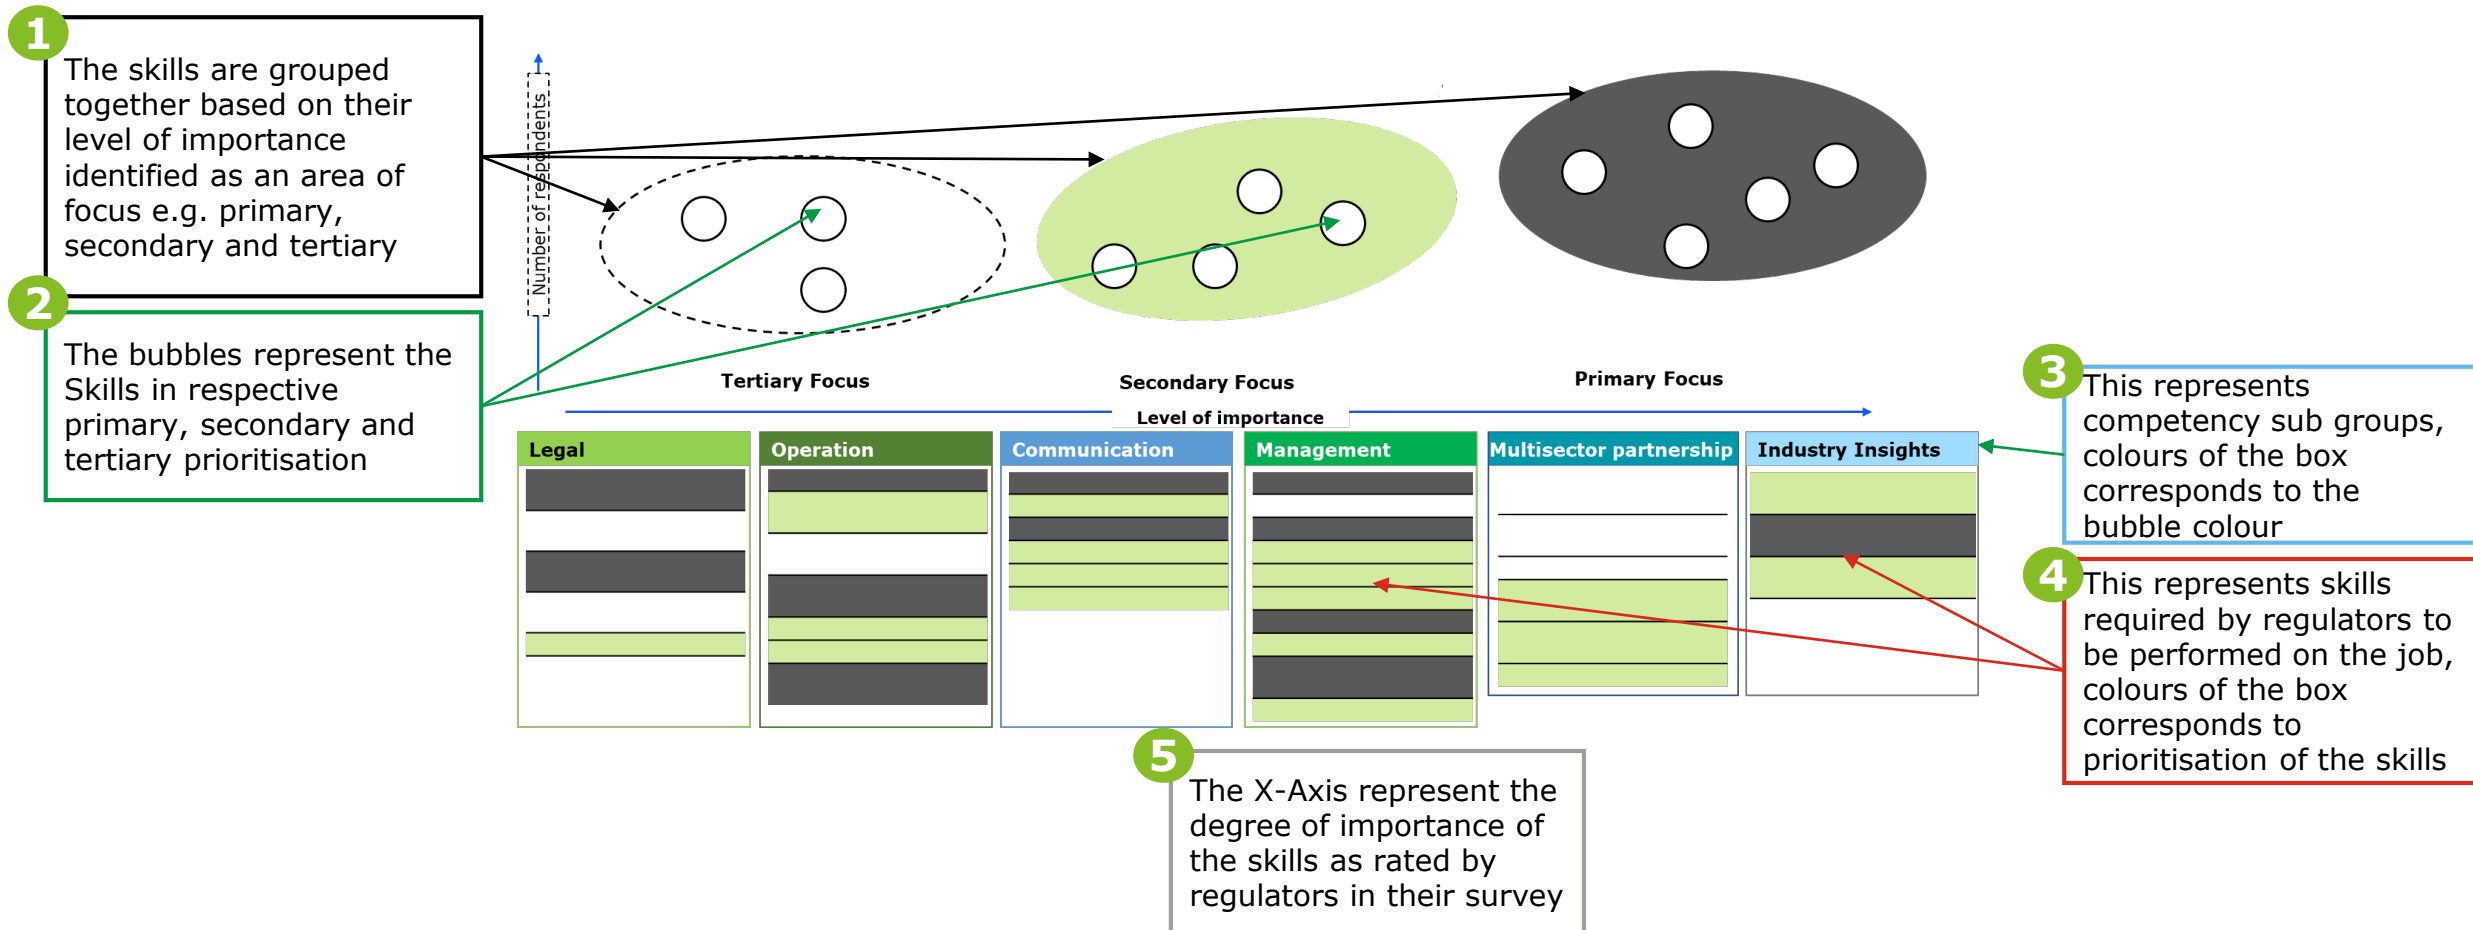 1
The skills are grouped
together based on their
level of importance
identified as an area of
focus e.g. primary,
secondary and tertiary
2
The bubbles represent the
Skills in respective
primary, secondary and
tertiary prioritisation
Number of respondents
Tertiary Focus
Secondary Focus
Primary Focus
Level of importance
Legal
Operation
Communication
Management
Multisector partnership
Industry Insights
3
This represents
competency sub groups,
colours of the box
corresponds to the
bubble colour
4
This represents skills
required by regulators to
be performed on the job,
colours of the box
corresponds to
prioritisation of the skills
5
The X-Axis represent the
degree of importance of
the skills as rated by
regulators in their survey